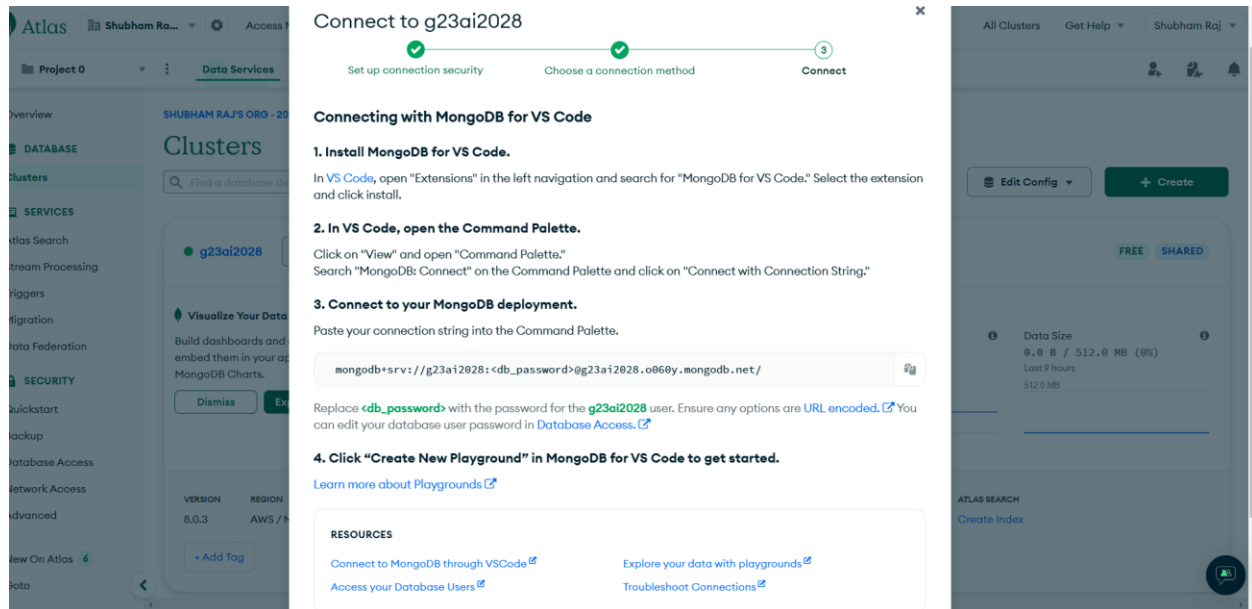 Atlas
Shubham Ra...
Access
All Clusters
Get Help
Shubham Raj
Project 0
Data Services
Overview
DATABASE
Clusters
SERVICES
Atlas Search
Stream Processing
Triggers
Migration
Data Federation
SECURITY
Quickstart
Backup
Database Access
Network Access
Advanced
New On Atlas 6
Goto
SHUBHAM RAJ'S ORG - 20
Clusters
Find a database de
Edit Config
+ Create
g23ai2028
FREE
SHARED
Visualize Your Data
Build dashboards and
embed them in your ap
MongoDB Charts.
Dismiss
Data Size
0.0 B / 512.0 MB (0%)
Last 9 hours
512.0 MB
VERSION
REGION
8.0.3
AWS /
+ Add Tag
ATLAS SEARCH
Create Index
Connect to g23ai2028
Set up connection security
Choose a connection method
3
Connect
Connecting with MongoDB for VS Code
1. Install MongoDB for VS Code.
In VS Code, open "Extensions" in the left navigation and search for "MongoDB for VS Code." Select the extension
and click install.
2. In VS Code, open the Command Palette.
Click on "View" and open "Command Palette."
Search "MongoDB: Connect" on the Command Palette and click on "Connect with Connection String."
3. Connect to your MongoDB deployment.
Paste your connection string into the Command Palette.
mongodb+srv://g23ai2028:<db_password>@g23ai2028.o060y.mongodb.net/
Replace <db_password> with the password for the g23ai2028 user. Ensure any options are URL encoded. You
can edit your database user password in Database Access.
4. Click “Create New Playground” in MongoDB for VS Code to get started.
Learn more about Playgrounds
RESOURCES
Connect to MongoDB through VSCode
Explore your data with playgrounds
Access your Database Users
Troubleshoot Connections